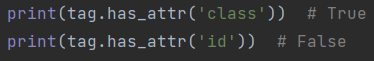 print(tag.has_attr('class'))  # True
print(tag.has_attr('id'))  # False